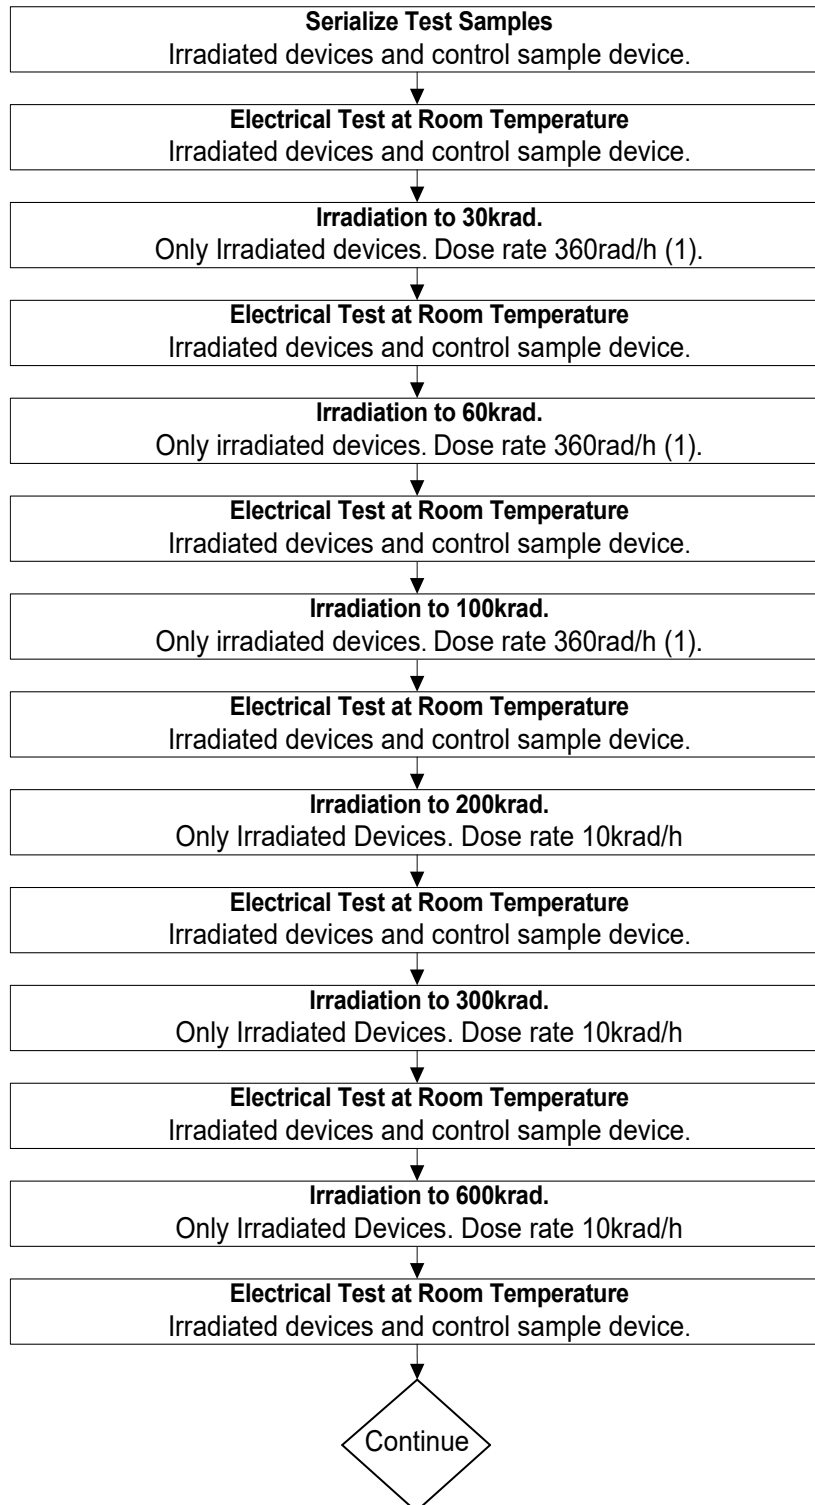 Serialize Test Samples
Irradiated devices and control sample device.
Electrical Test at Room Temperature
Irradiated devices and control sample device.
Irradiation to 30krad.
Only Irradiated devices. Dose rate 360rad/h (1).
Electrical Test at Room Temperature
Irradiated devices and control sample device.
Irradiation to 60krad.
Only irradiated devices. Dose rate 360rad/h (1).
Electrical Test at Room Temperature
Irradiated devices and control sample device.
Irradiation to 100krad.
Only irradiated devices. Dose rate 360rad/h (1).
Electrical Test at Room Temperature
Irradiated devices and control sample device.
Irradiation to 200krad.
Only Irradiated Devices. Dose rate 10krad/h
Electrical Test at Room Temperature
Irradiated devices and control sample device.
Irradiation to 300krad.
Only Irradiated Devices. Dose rate 10krad/h
Electrical Test at Room Temperature
Irradiated devices and control sample device.
Irradiation to 600krad.
Only Irradiated Devices. Dose rate 10krad/h
Electrical Test at Room Temperature
Irradiated devices and control sample device.
Continue